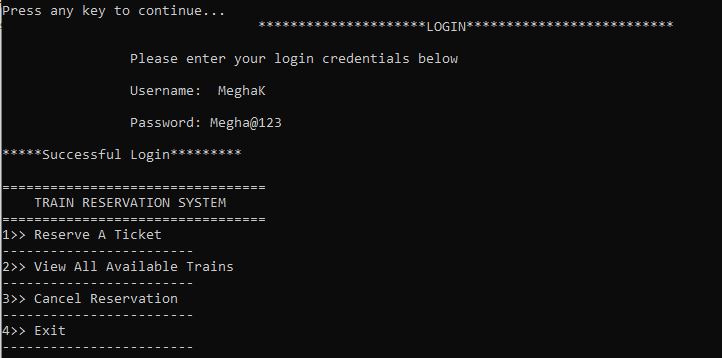 Press any key to continue...
*********************LOGIN**************************
Please enter your login credentials below
Username:  MeghaK
Password: Megha@123
*****Successful Login*********
=================================
TRAIN RESERVATION SYSTEM
=================================
1>> Reserve A Ticket
------------------------
2>> View All Available Trains
------------------------
3>> Cancel Reservation
------------------------
4>> Exit
------------------------